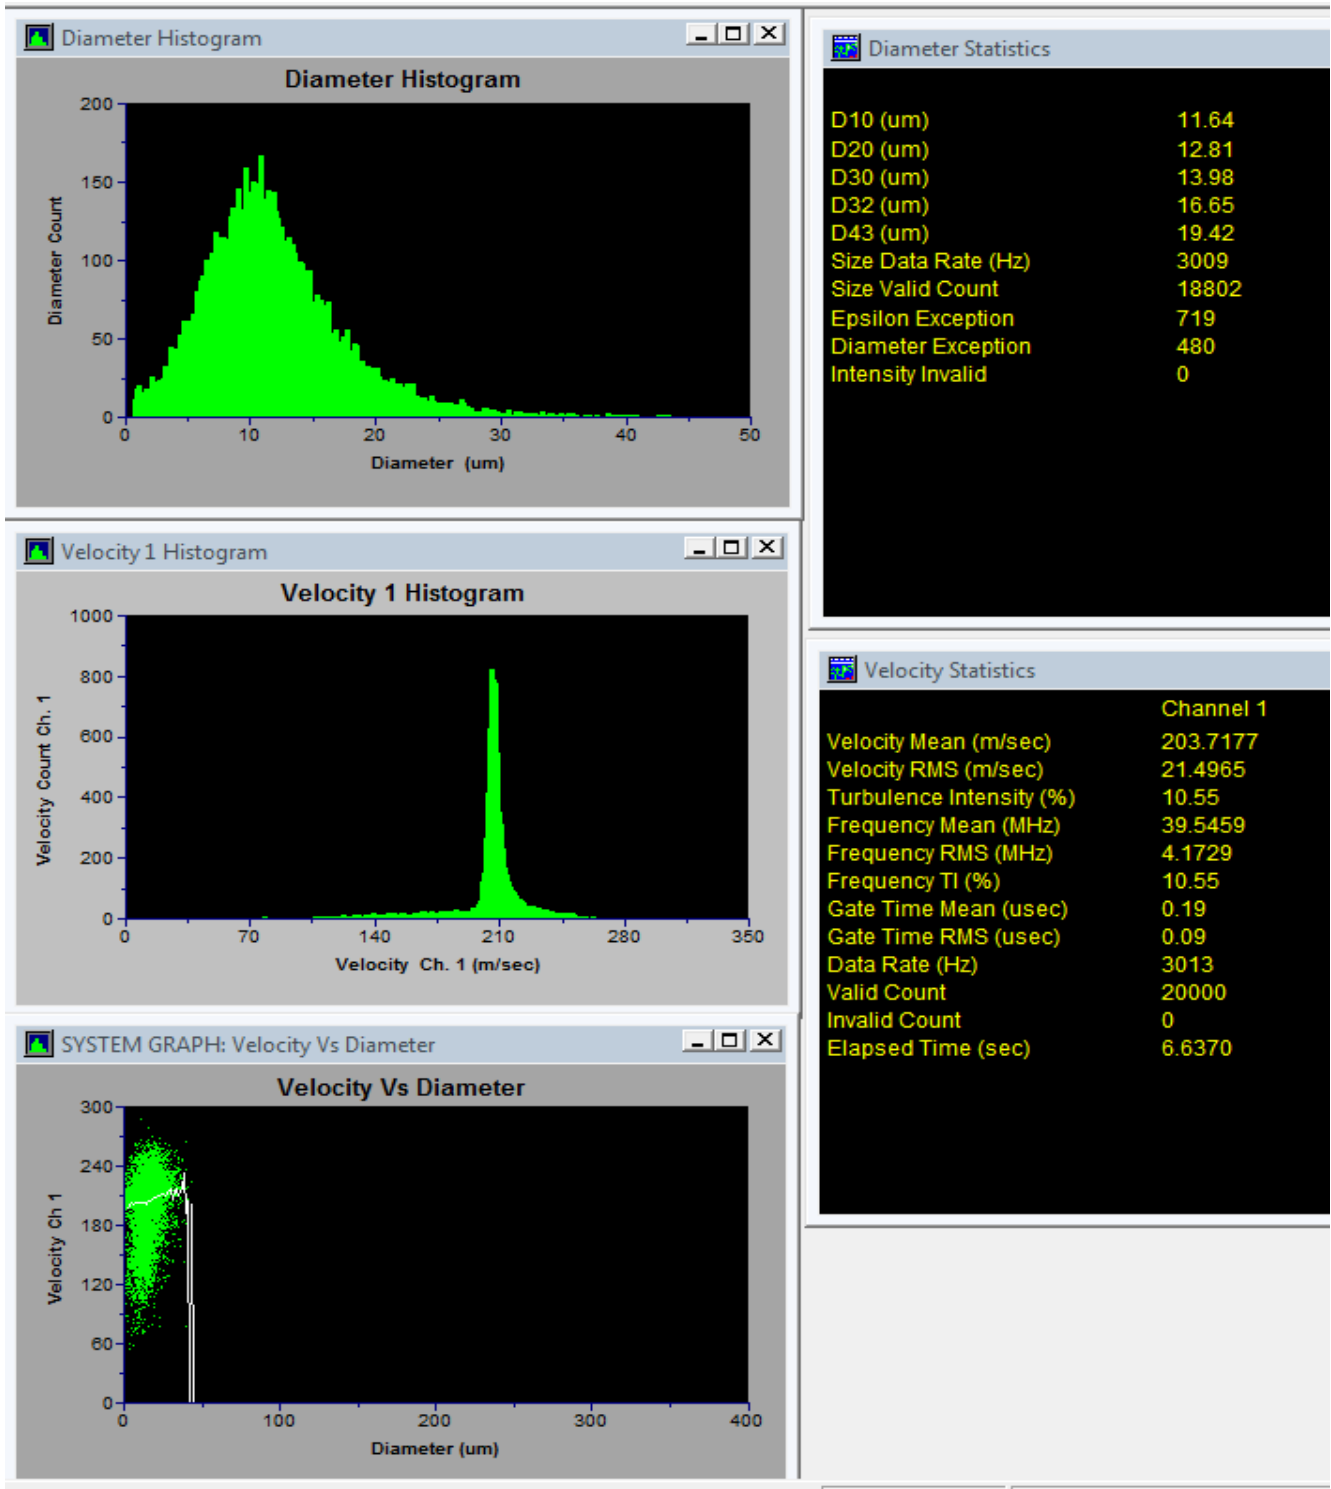 Diameter Histogram
Diameter Histogram
200
150
100
50
0
Diameter Count
0 10 20 30 40 50
Diameter (um)
Velocity 1 Histogram
Velocity 1 Histogram
1000
800
600
400
200
0
Velocity Count Ch. 1
0 70 140 210 280 350
Velocity Ch. 1 (m/sec)
SYSTEM GRAPH: Velocity Vs Diameter
Velocity Vs Diameter
300
240
180
120
60
0
Velocity Ch 1
0 100 200 300 400
Diameter (um)
Diameter Statistics
D10 (um) 11.64
D20 (um) 12.81
D30 (um) 13.98
D32 (um) 16.65
D43 (um) 19.42
Size Data Rate (Hz) 3009
Size Valid Count 18802
Epsilon Exception 719
Diameter Exception 480
Intensity Invalid 0
Velocity Statistics
Channel 1
Velocity Mean (m/sec) 203.7177
Velocity RMS (m/sec) 21.4965
Turbulence Intensity (%) 10.55
Frequency Mean (MHz) 39.5459
Frequency RMS (MHz) 4.1729
Frequency TI (%) 10.55
Gate Time Mean (usec) 0.19
Gate Time RMS (usec) 0.09
Data Rate (Hz) 3013
Valid Count 20000
Invalid Count 0
Elapsed Time (sec) 6.6370